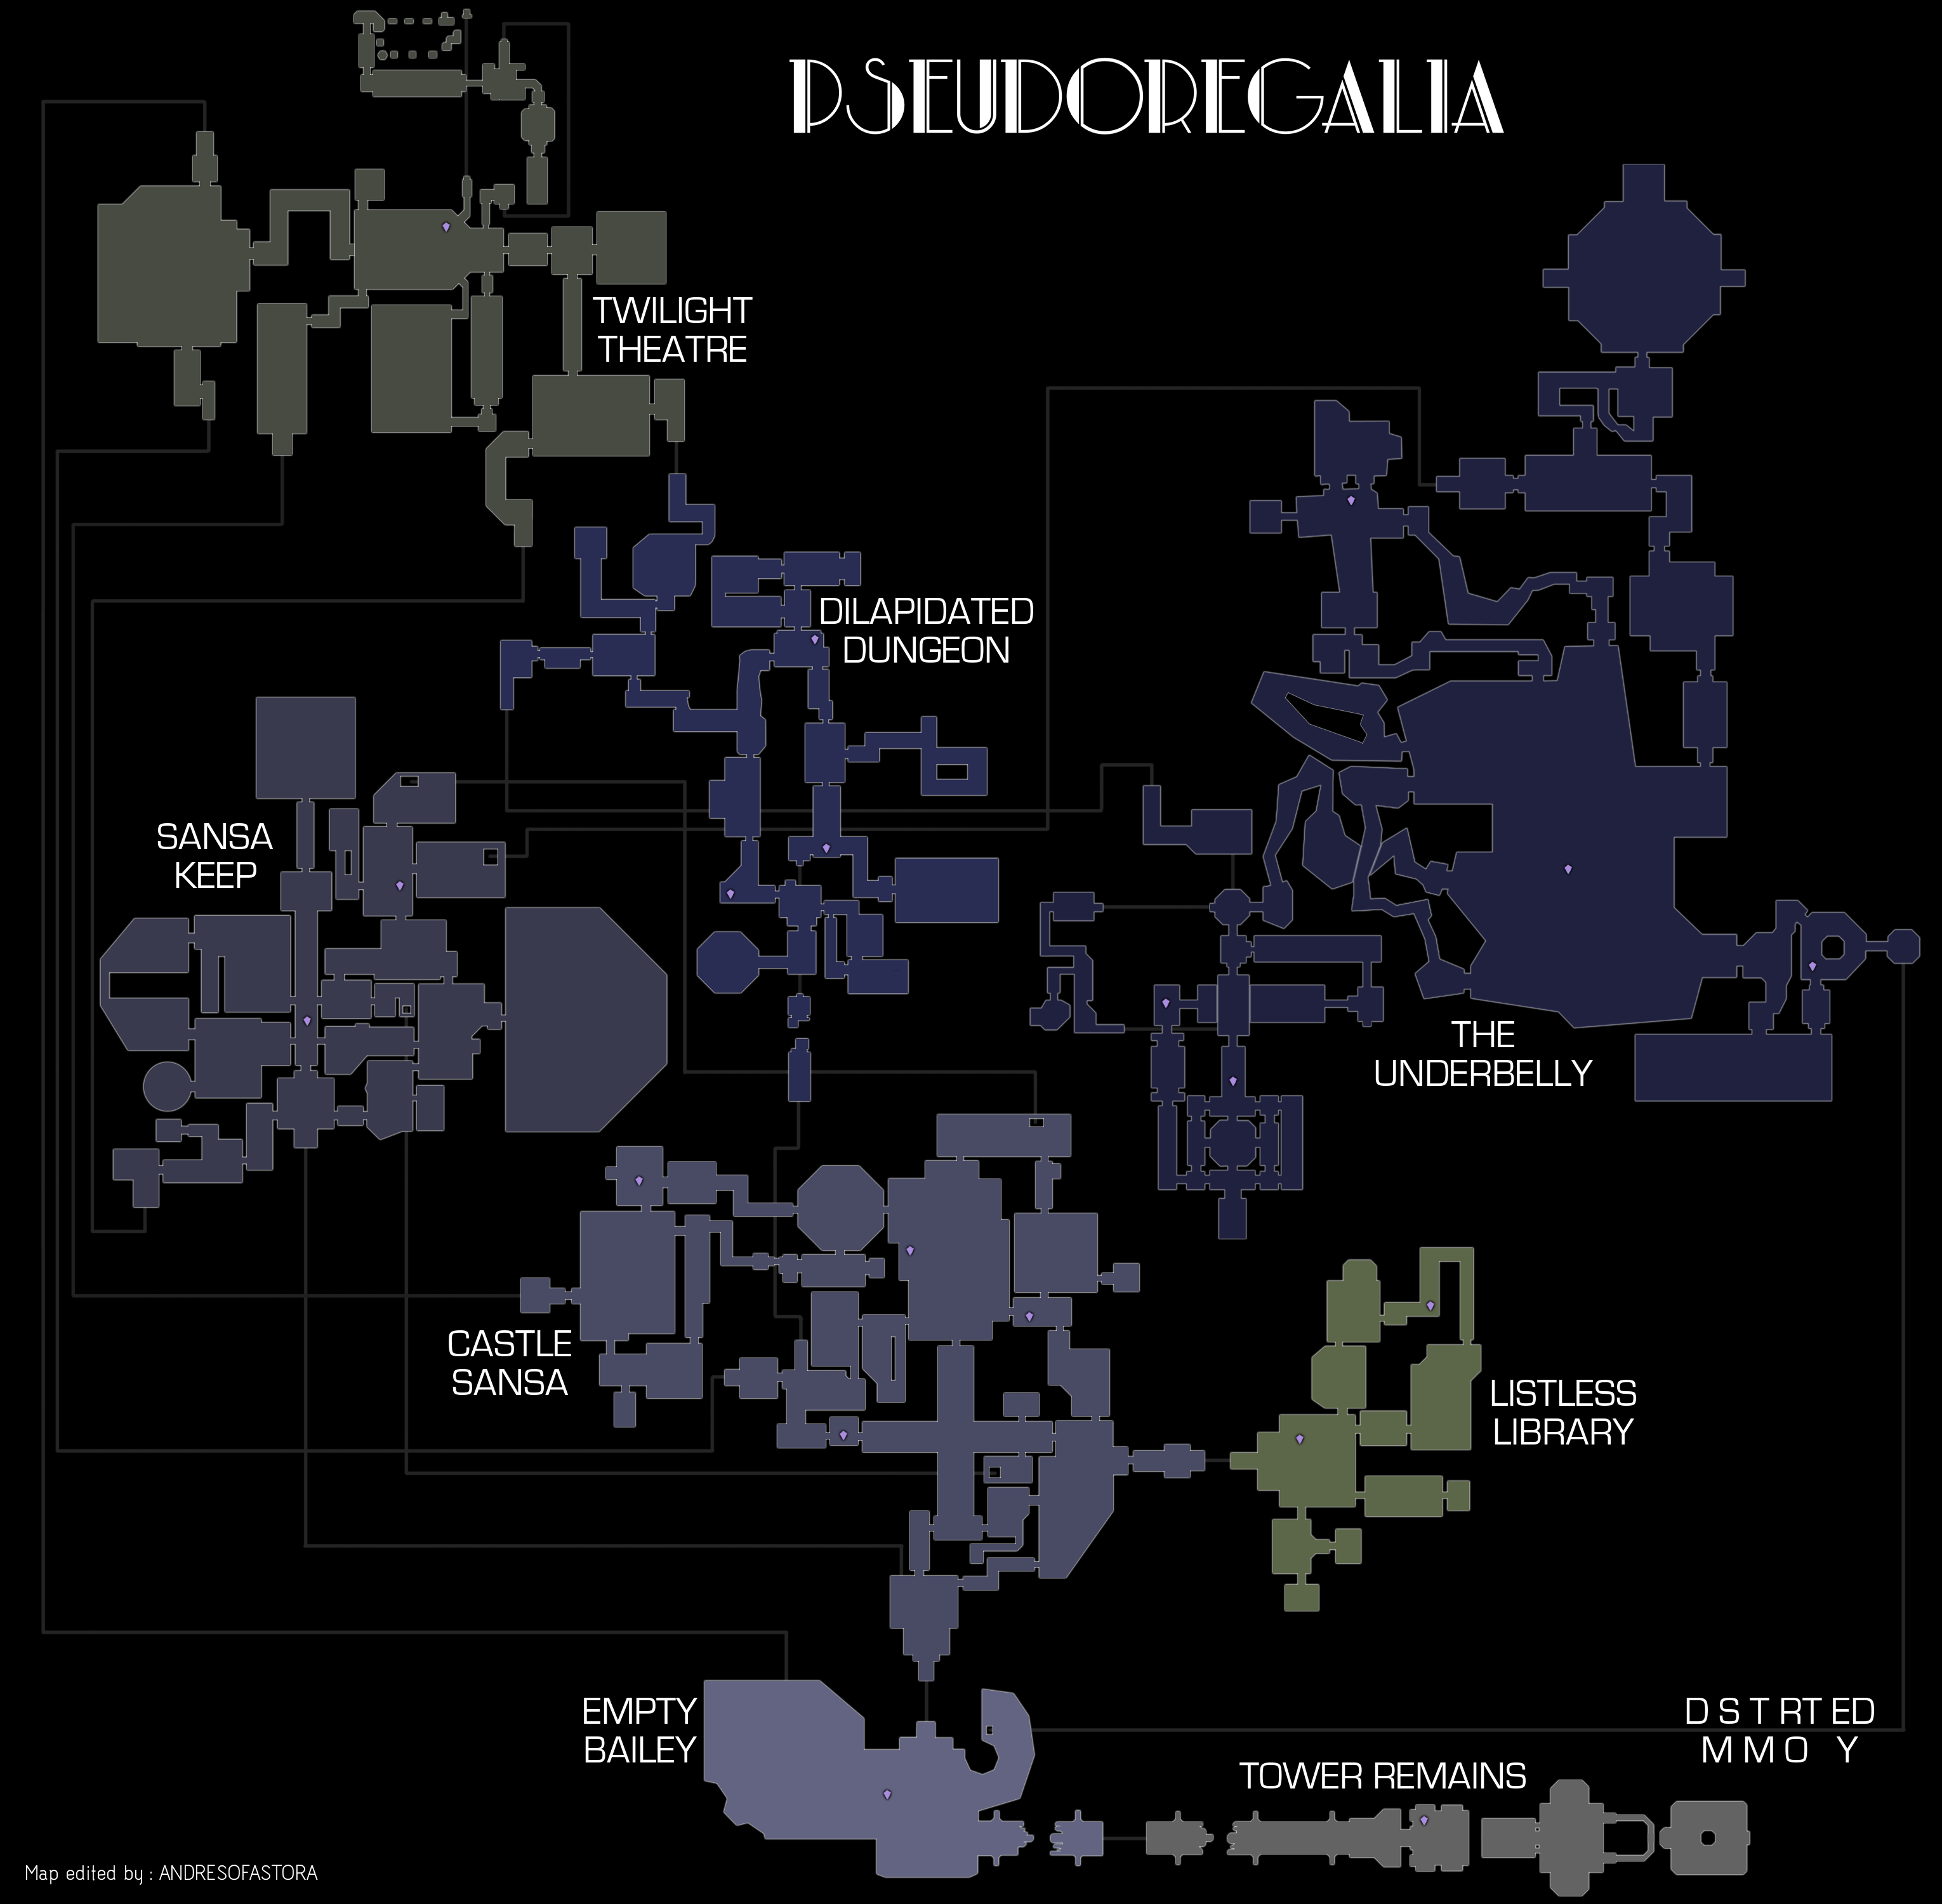 PSEUDOREGALIA
TWILIGHT
THEATRE
DILAPIDATED
DUNGEON
SANSA
KEEP
THE
UNDERBELLY
CASTLE
SANSA
LISTLESS
LIBRARY
EMPTY
BAILEY
D S T RT ED
M M O Y
TOWER REMAINS
Map edited by : ANDRESOFASTORA